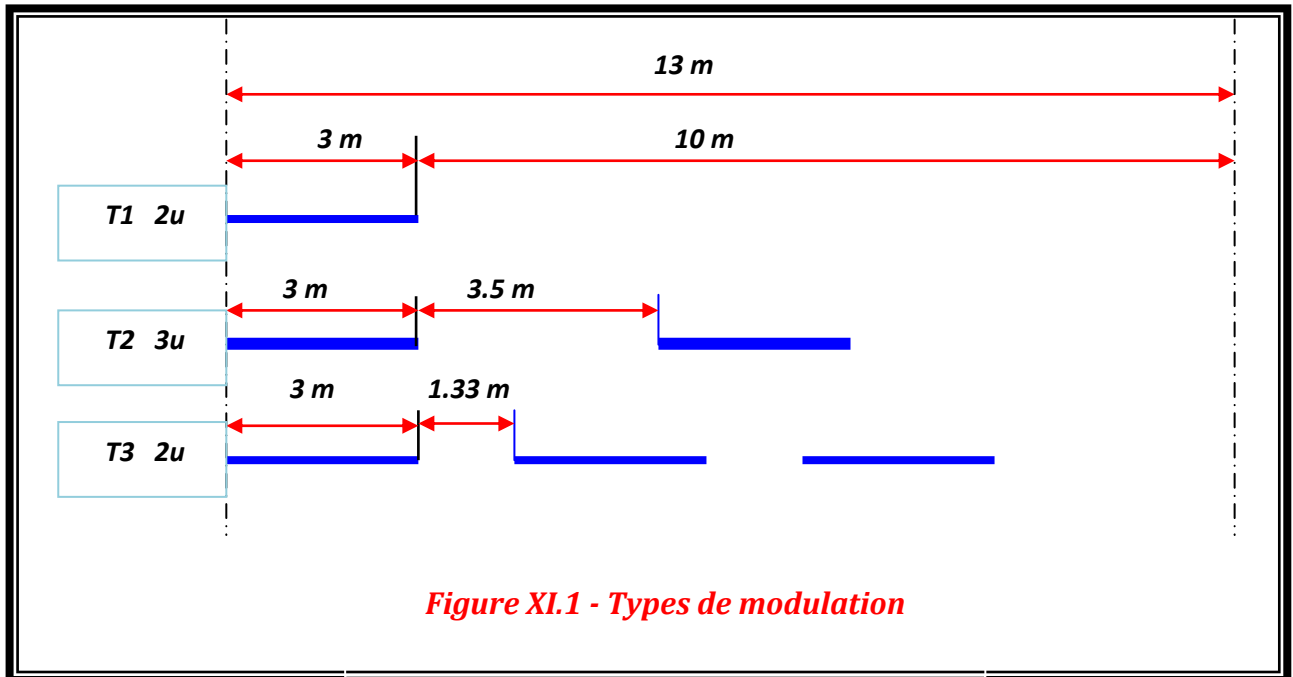 13 m
3 m 10 m
T1 2u
3 m 3.5 m
T2 3u
3 m 1.33 m
T3 2u
Figure XI.1 - Types de modulation